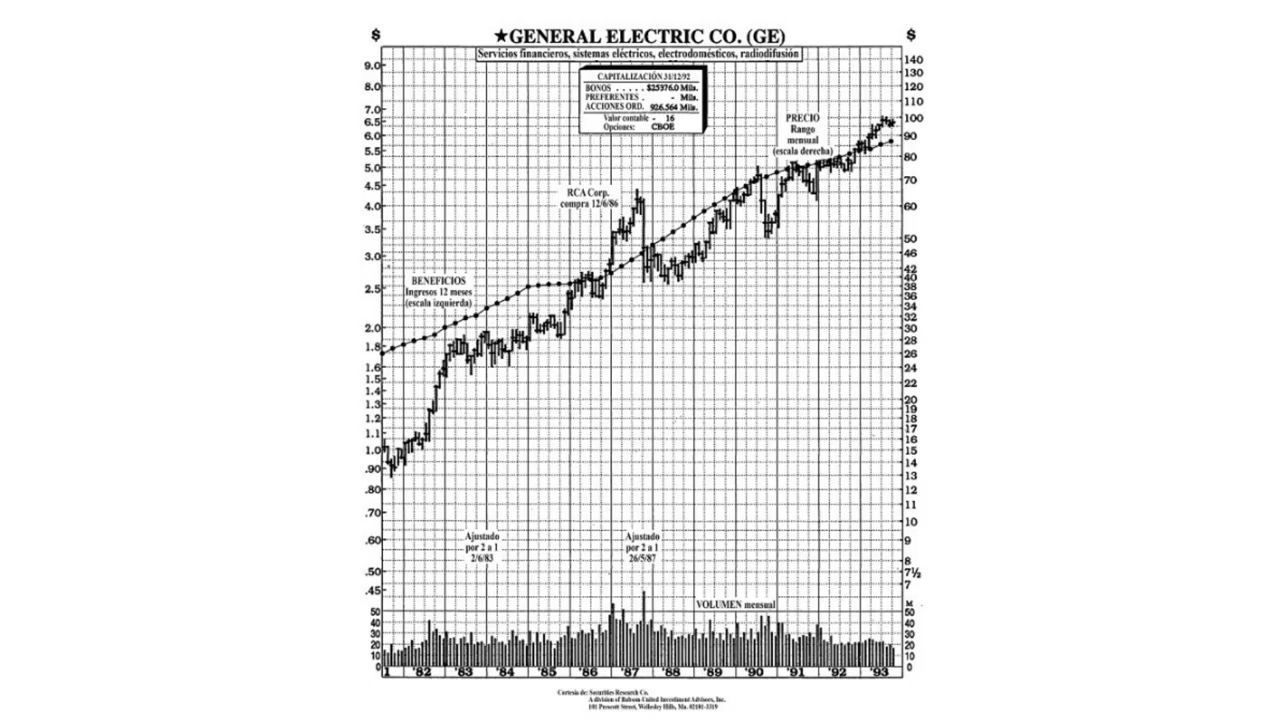 $ ★GENERAL ELECTRIC CO. (GE) $
Servicios financieros, sistemas eléctricos, electrodomésticos, radiodifusión
CAPITALIZACIÓN 31/12/92
BONOS . . . . . $25376.0 Mils.
PREFERENTES . - Mils.
ACCIONES ORD. 926.564 Mils.
Valor contable - 16
Opciones: CBOE
PRECIO
Rango
mensual
(escala derecha)
RCA Corp.
compra 12/6/86
BENEFICIOS
Ingresos 12 meses
(escala izquierda)
9.0
8.0
7.0
6.5
6.0
5.5
5.0
4.5
4.0
3.5
3.0
2.5
2.0
1.8
1.6
1.5
1.4
1.3
1.2
1.1
1.0
.90
.80
.70
.60
.50
.45
50
40
30
20
10
0
140
130
120
110
100
90
80
70
60
50
46
42
40
38
36
34
32
30
28
26
24
22
20
19
18
17
16
15
14
13
12
11
10
9
8
7½
7
M
50
40
30
20
10
0
Ajustado
por 2 a 1
2/6/83
Ajustado
por 2 a 1
26/5/87
VOLUMEN mensual
1 '82 '83 '84 '85 '86 '87 '88 '89 '90 '91 '92 '93
Cortesía de: Securities Research Co.
A division of Babson-United Investment Advisors, Inc.
101 Prescott Street, Wellesley Hills, Ma. 02181-3319